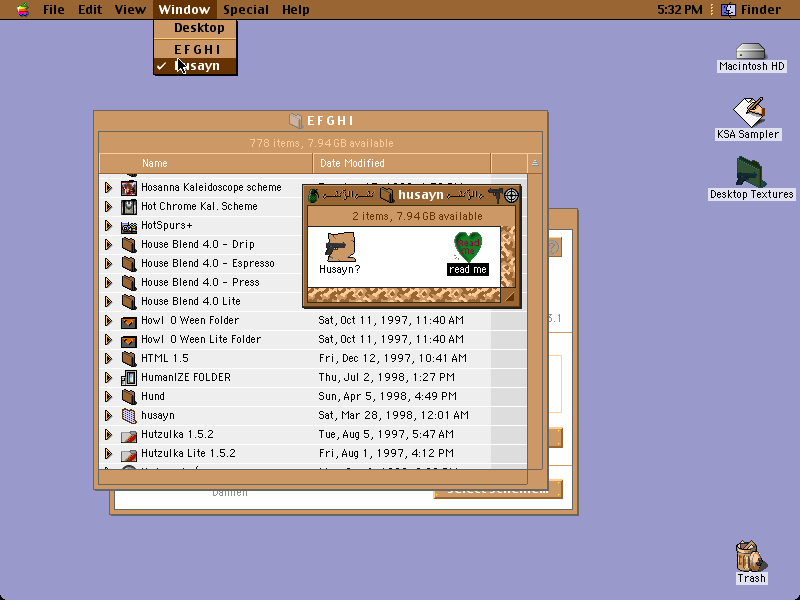 File Edit View Window Special Help 5:32 PM Finder
Desktop
E F G H I
✓ husayn
Macintosh HD
KSA Sampler
Desktop Textures
Trash
E F G H I
778 items, 7.94 GB available
Name Date Modified
Hosanna Kaleidoscope scheme
Hot Chrome Kal. Scheme
HotSpurs+
House Blend 4.0 - Drip
House Blend 4.0 - Espresso
House Blend 4.0 - Press
House Blend 4.0 Lite
Howl O Ween Folder Sat, Oct 11, 1997, 11:40 AM
Howl O Ween Lite Folder Sat, Oct 11, 1997, 11:40 AM
HTML 1.5 Fri, Dec 12, 1997, 10:41 AM
HumanIZE FOLDER Thu, Jul 2, 1998, 1:27 PM
Hund Sun, Apr 5, 1998, 4:49 PM
husayn Sat, Mar 28, 1998, 12:01 AM
Hutzulka 1.5.2 Tue, Aug 5, 1997, 5:47 AM
Hutzulka Lite 1.5.2 Fri, Aug 1, 1997, 4:12 PM
husayn
2 items, 7.94 GB available
Read me
Husayn?
read me
3.1
Damien
Select Scheme...